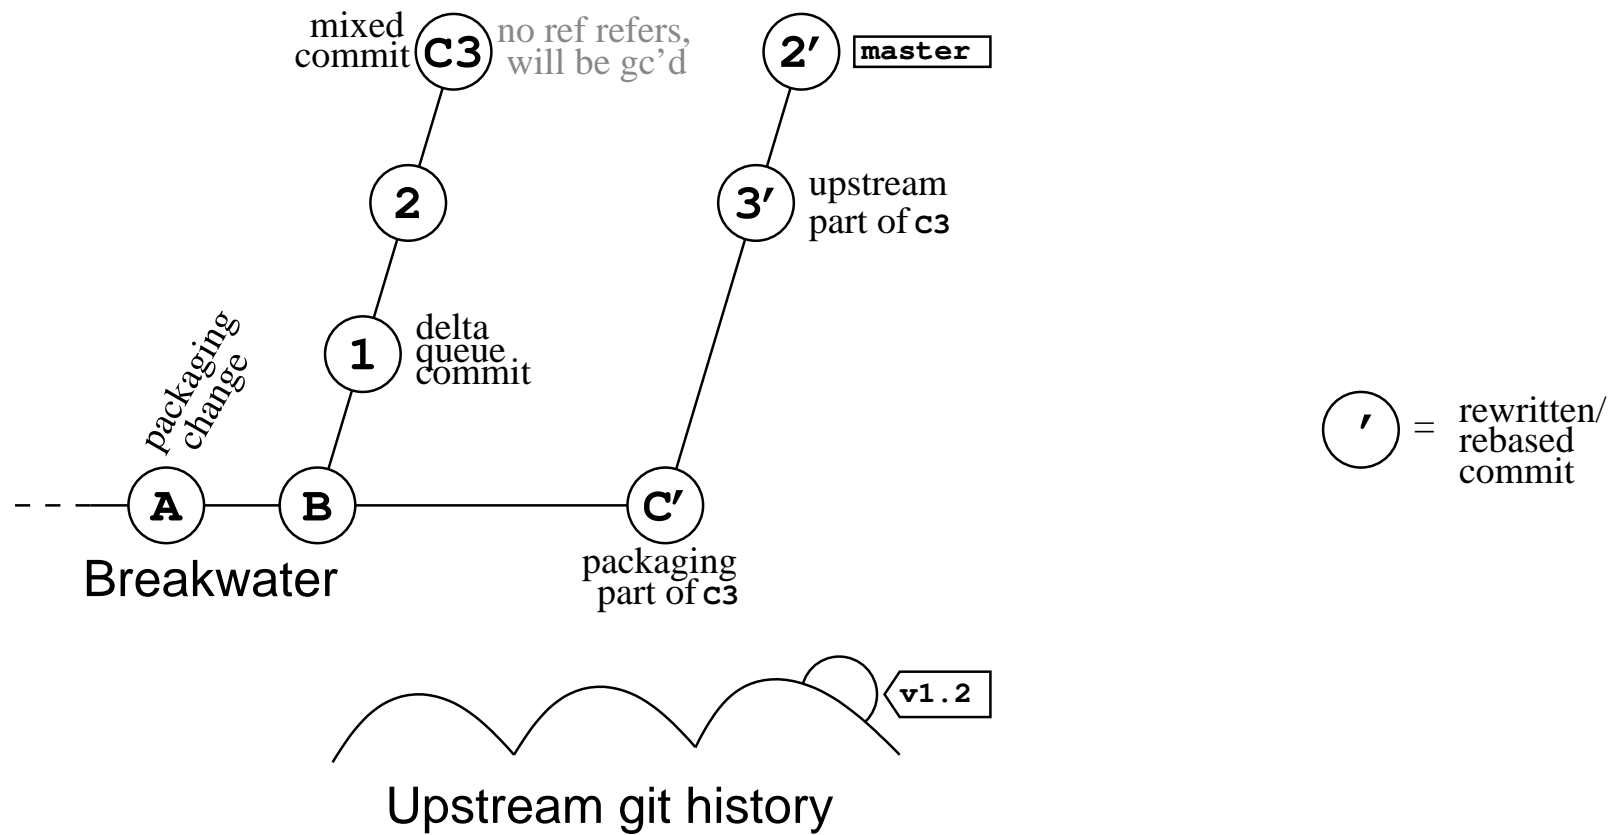 mixed
commit
C3
no ref refers,
will be gc’d
2′
master
2
3′
upstream
part of C3
packaging
change
1
delta
queue
commit
′
=
rewritten/
rebased
commit
A
B
C′
Breakwater
packaging
part of C3
v1.2
Upstream git history